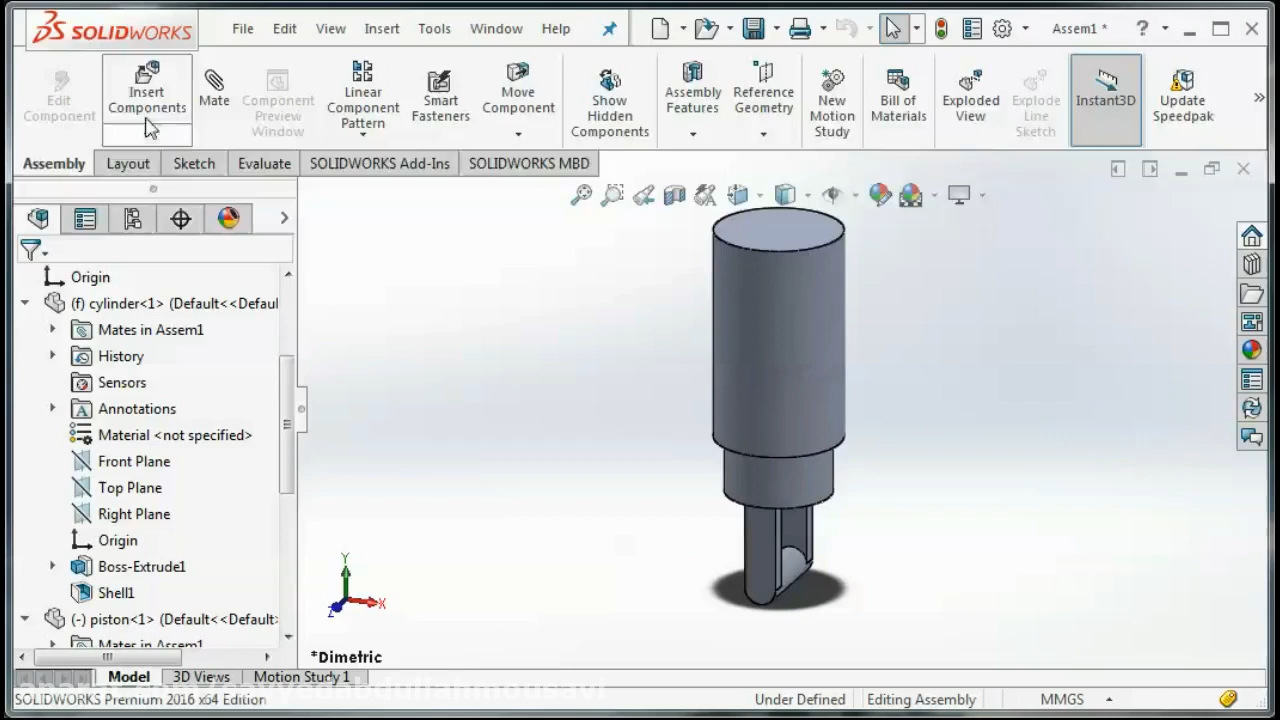 SOLIDWORKS File Edit View Insert Tools Window Help Assem1 * ?
Edit Component
Insert Components
Mate
Component Preview Window
Linear Component Pattern
Smart Fasteners
Move Component
Show Hidden Components
Assembly Features
Reference Geometry
New Motion Study
Bill of Materials
Exploded View
Explode Line Sketch
Instant3D
Update Speedpak
Assembly Layout Sketch Evaluate SOLIDWORKS Add-Ins SOLIDWORKS MBD
Origin
(f) cylinder<1> (Default<<Defaul
Mates in Assem1
History
Sensors
Annotations
Material <not specified>
Front Plane
Top Plane
Right Plane
Origin
Boss-Extrude1
Shell1
(-) piston<1> (Default<<Default
Mates in Assem1
Y
X
Z
*Dimetric
Model 3D Views Motion Study 1
SOLIDWORKS Premium 2016 x64 Edition Under Defined Editing Assembly MMGS